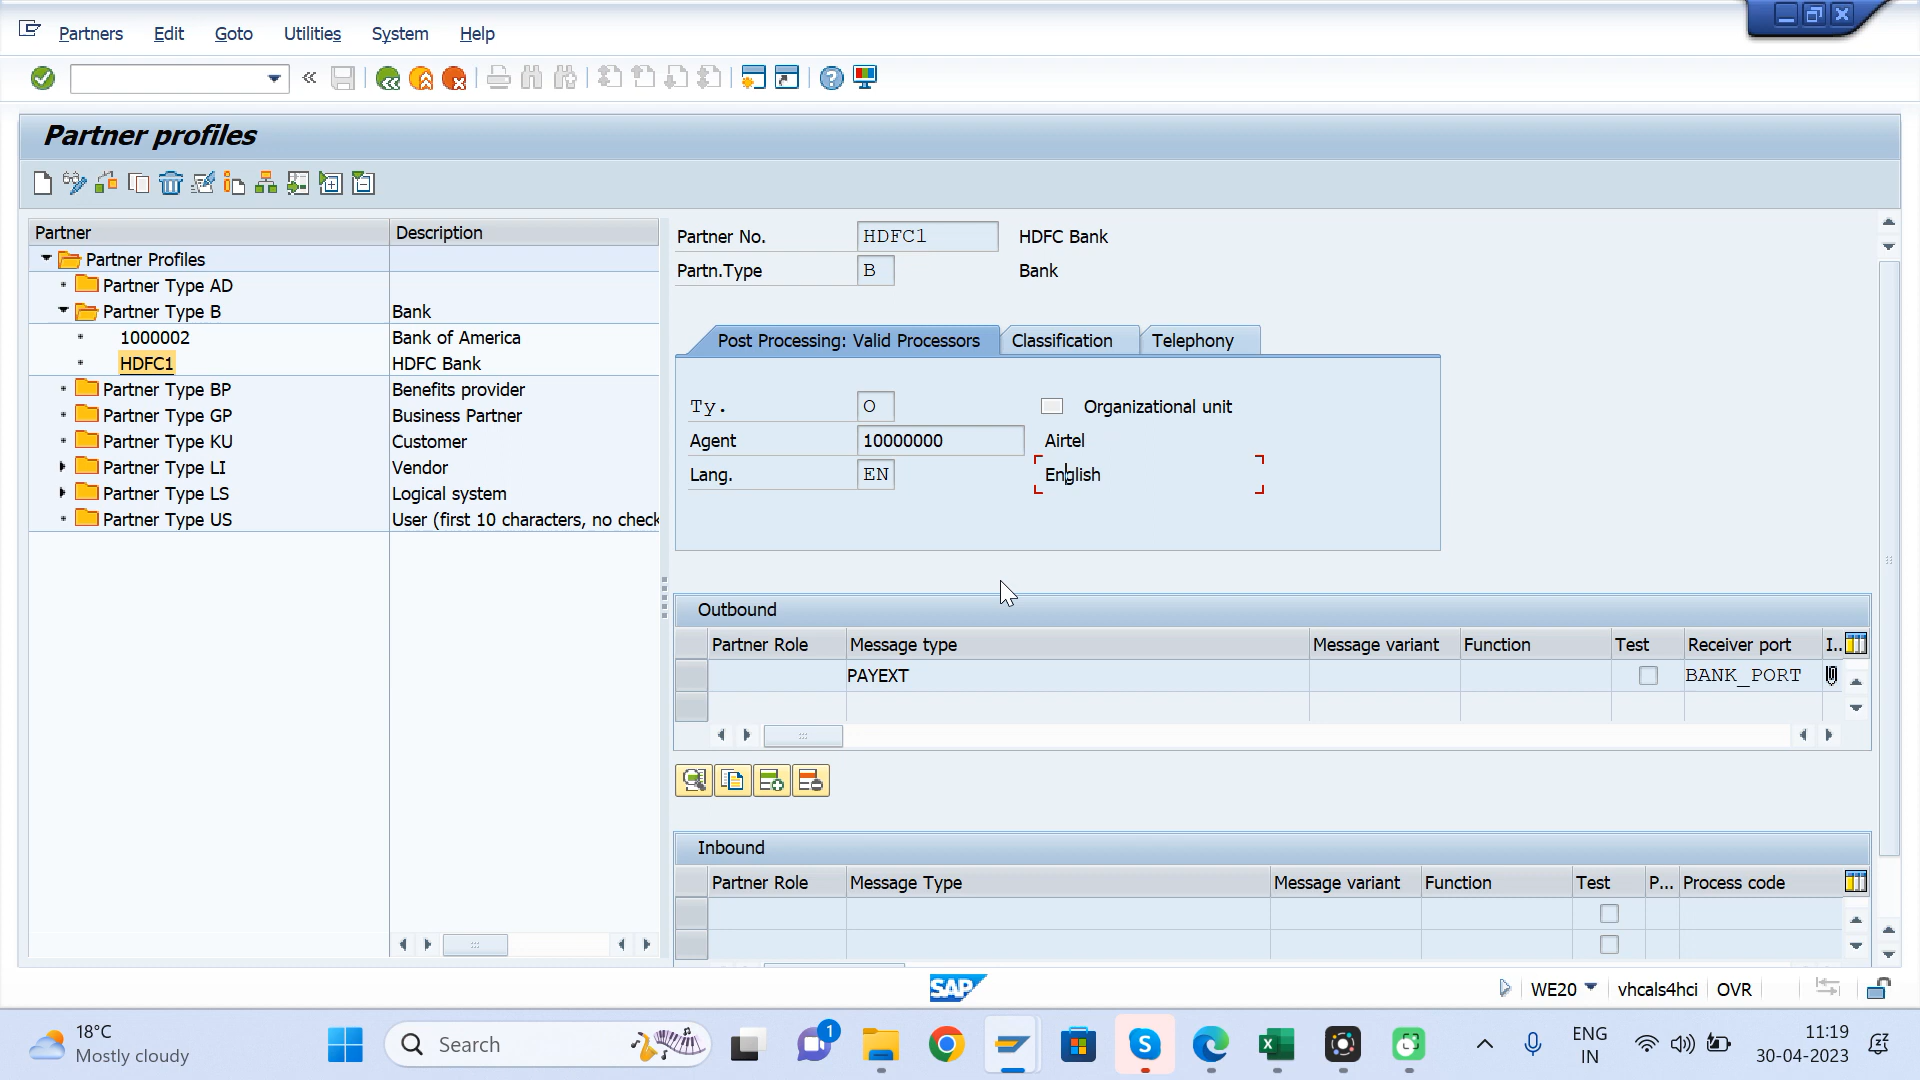 Partners Edit Goto Utilities System Help
Partner profiles
Partner Description
Partner Profiles
Partner Type AD
Partner Type B Bank
1000002 Bank of America
HDFC1 HDFC Bank
Partner Type BP Benefits provider
Partner Type GP Business Partner
Partner Type KU Customer
Partner Type LI Vendor
Partner Type LS Logical system
Partner Type US User (first 10 characters, no check
Partner No. HDFC1 HDFC Bank
Partn.Type B Bank
Post Processing: Valid Processors Classification Telephony
Ty. O Organizational unit
Agent 10000000 Airtel
Lang. EN English
Outbound
Partner Role Message type Message variant Function Test Receiver port I..
PAYEXT BANK_PORT
Inbound
Partner Role Message Type Message variant Function Test P... Process code
SAP WE20 vhcals4hci OVR
18°C
Mostly cloudy
Search
1
ENG
IN
11:19
30-04-2023